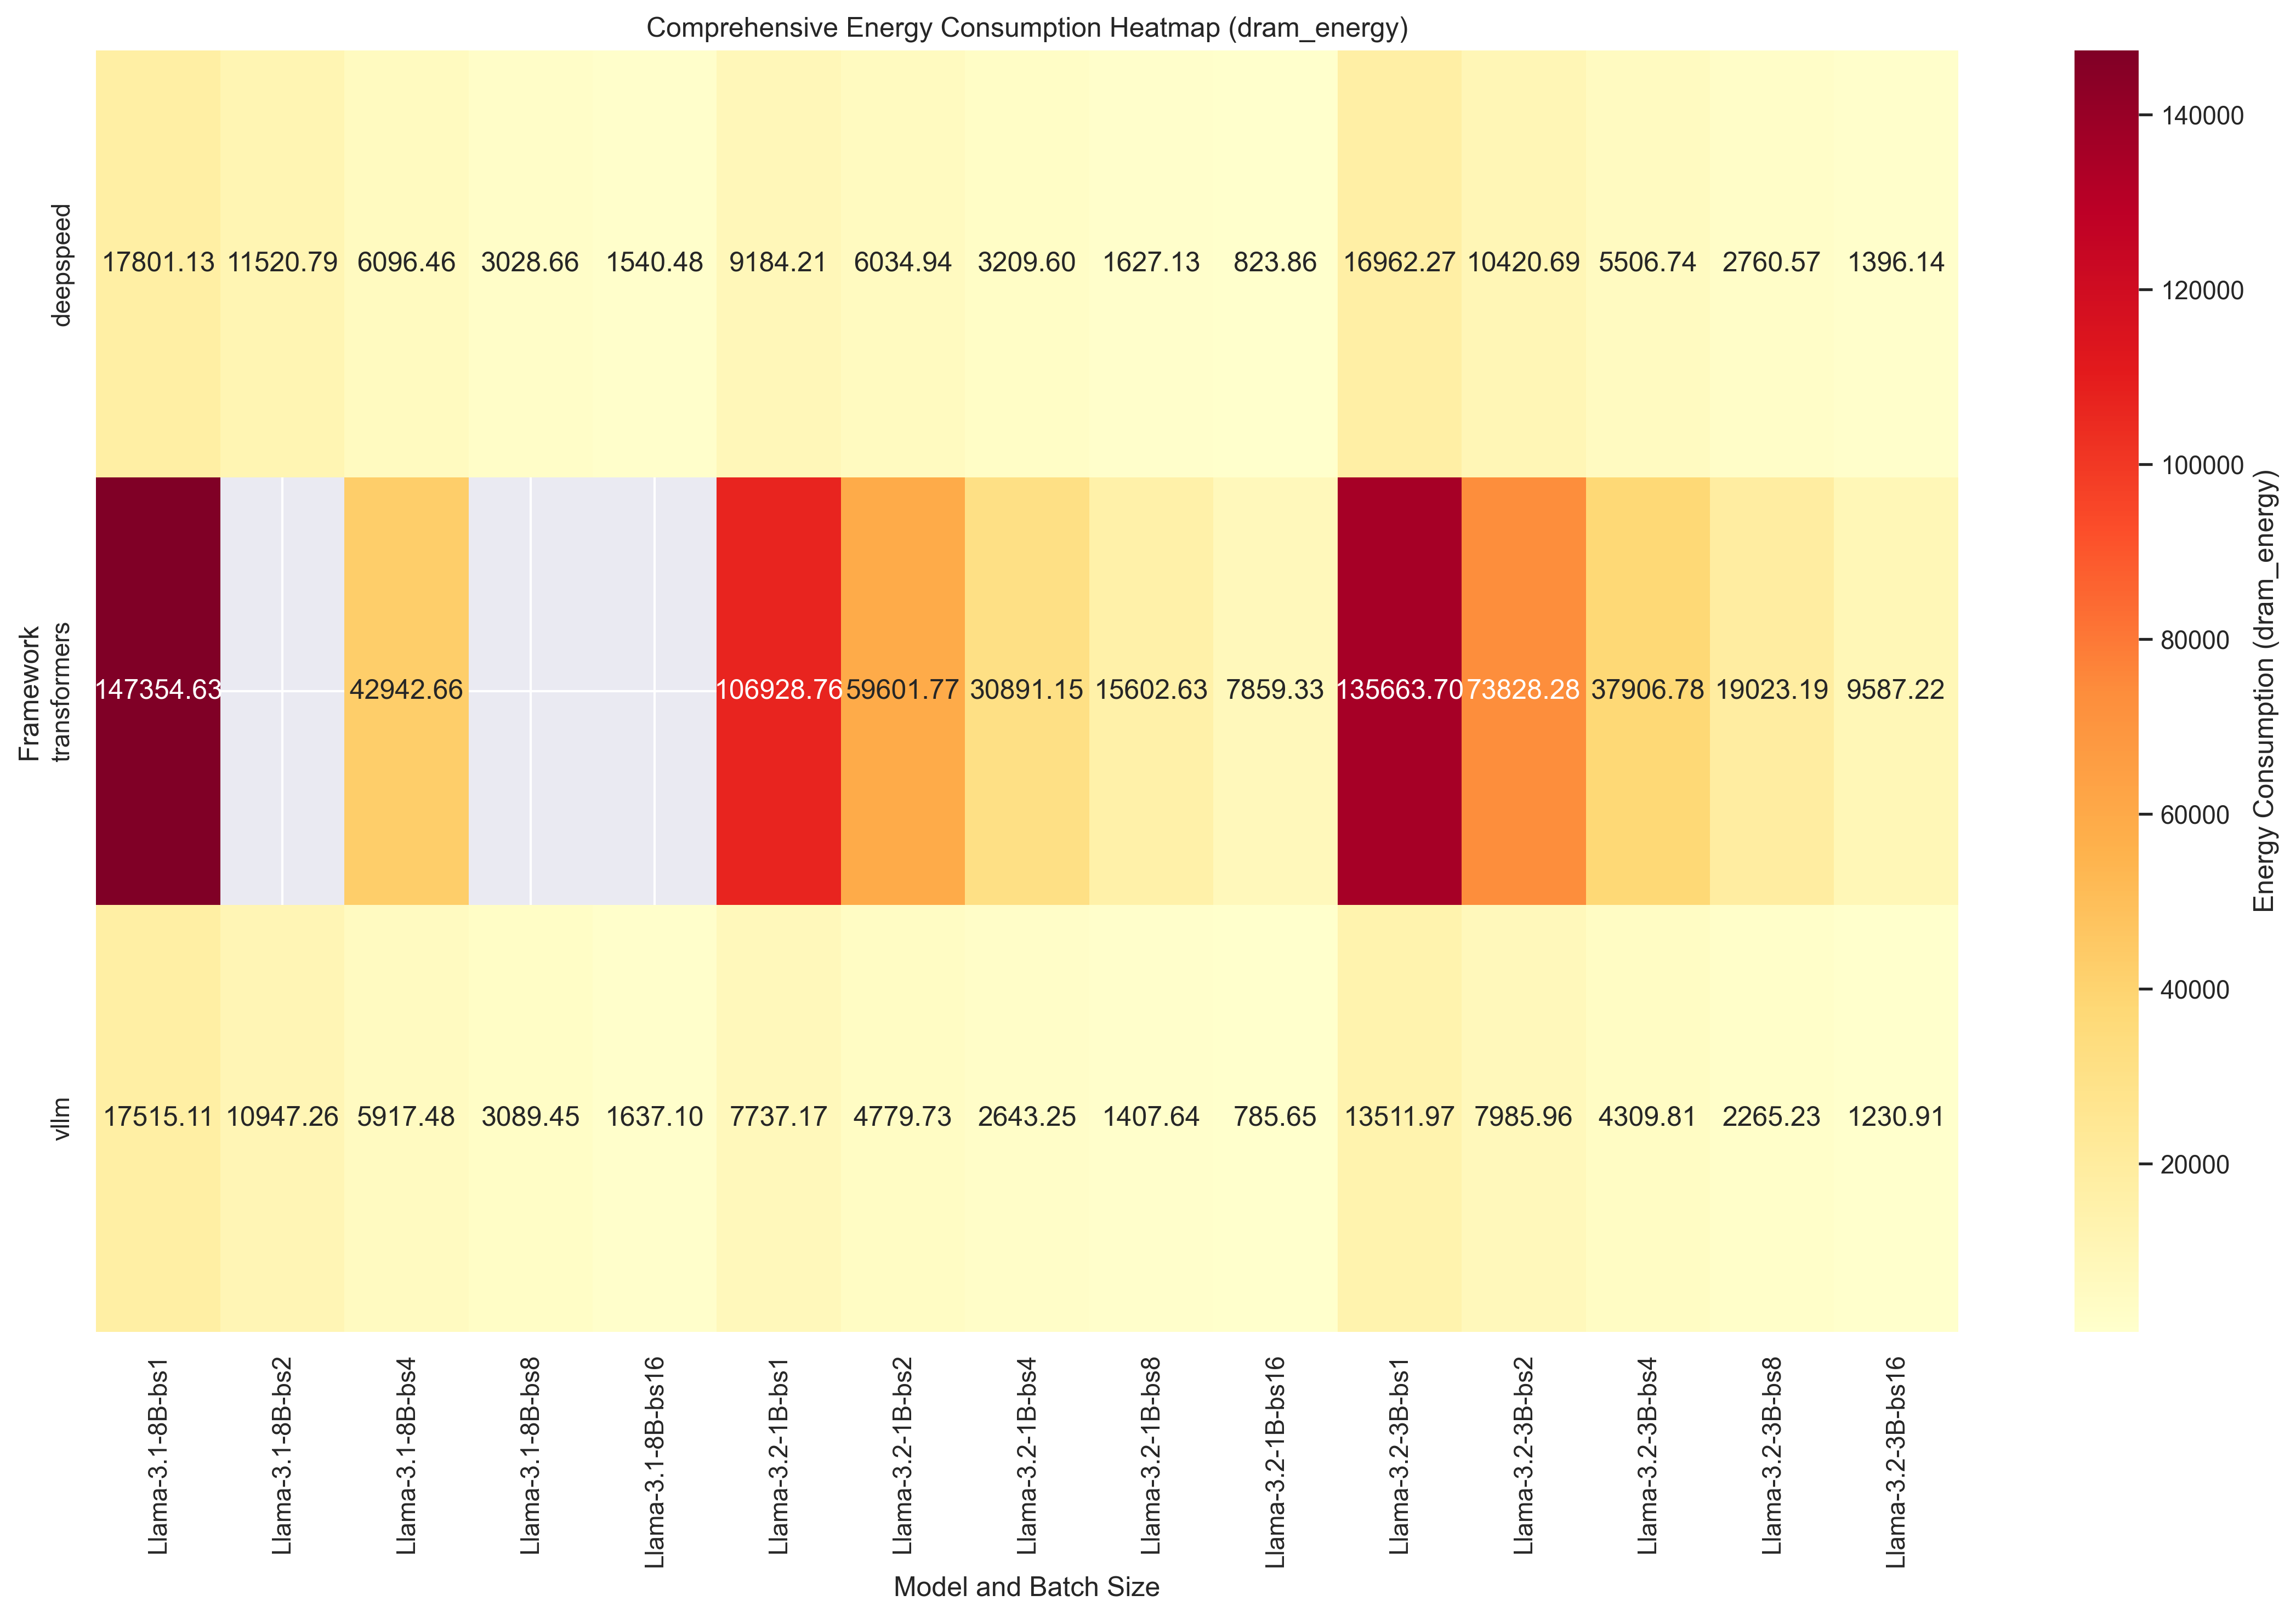 Comprehensive Energy Consumption Heatmap (dram_energy)
Framework
deepspeed
17801.13 11520.79 6096.46 3028.66 1540.48 9184.21 6034.94 3209.60 1627.13 823.86 16962.27 10420.69 5506.74 2760.57 1396.14
transformers
147354.63 42942.66 106928.76 59601.77 30891.15 15602.63 7859.33 135663.70 73828.28 37906.78 19023.19 9587.22
vllm
17515.11 10947.26 5917.48 3089.45 1637.10 7737.17 4779.73 2643.25 1407.64 785.65 13511.97 7985.96 4309.81 2265.23 1230.91
Llama-3.1-8B-bs1
Llama-3.1-8B-bs2
Llama-3.1-8B-bs4
Llama-3.1-8B-bs8
Llama-3.1-8B-bs16
Llama-3.2-1B-bs1
Llama-3.2-1B-bs2
Llama-3.2-1B-bs4
Llama-3.2-1B-bs8
Llama-3.2-1B-bs16
Llama-3.2-3B-bs1
Llama-3.2-3B-bs2
Llama-3.2-3B-bs4
Llama-3.2-3B-bs8
Llama-3.2-3B-bs16
Model and Batch Size
140000
120000
100000
80000
60000
40000
20000
Energy Consumption (dram_energy)